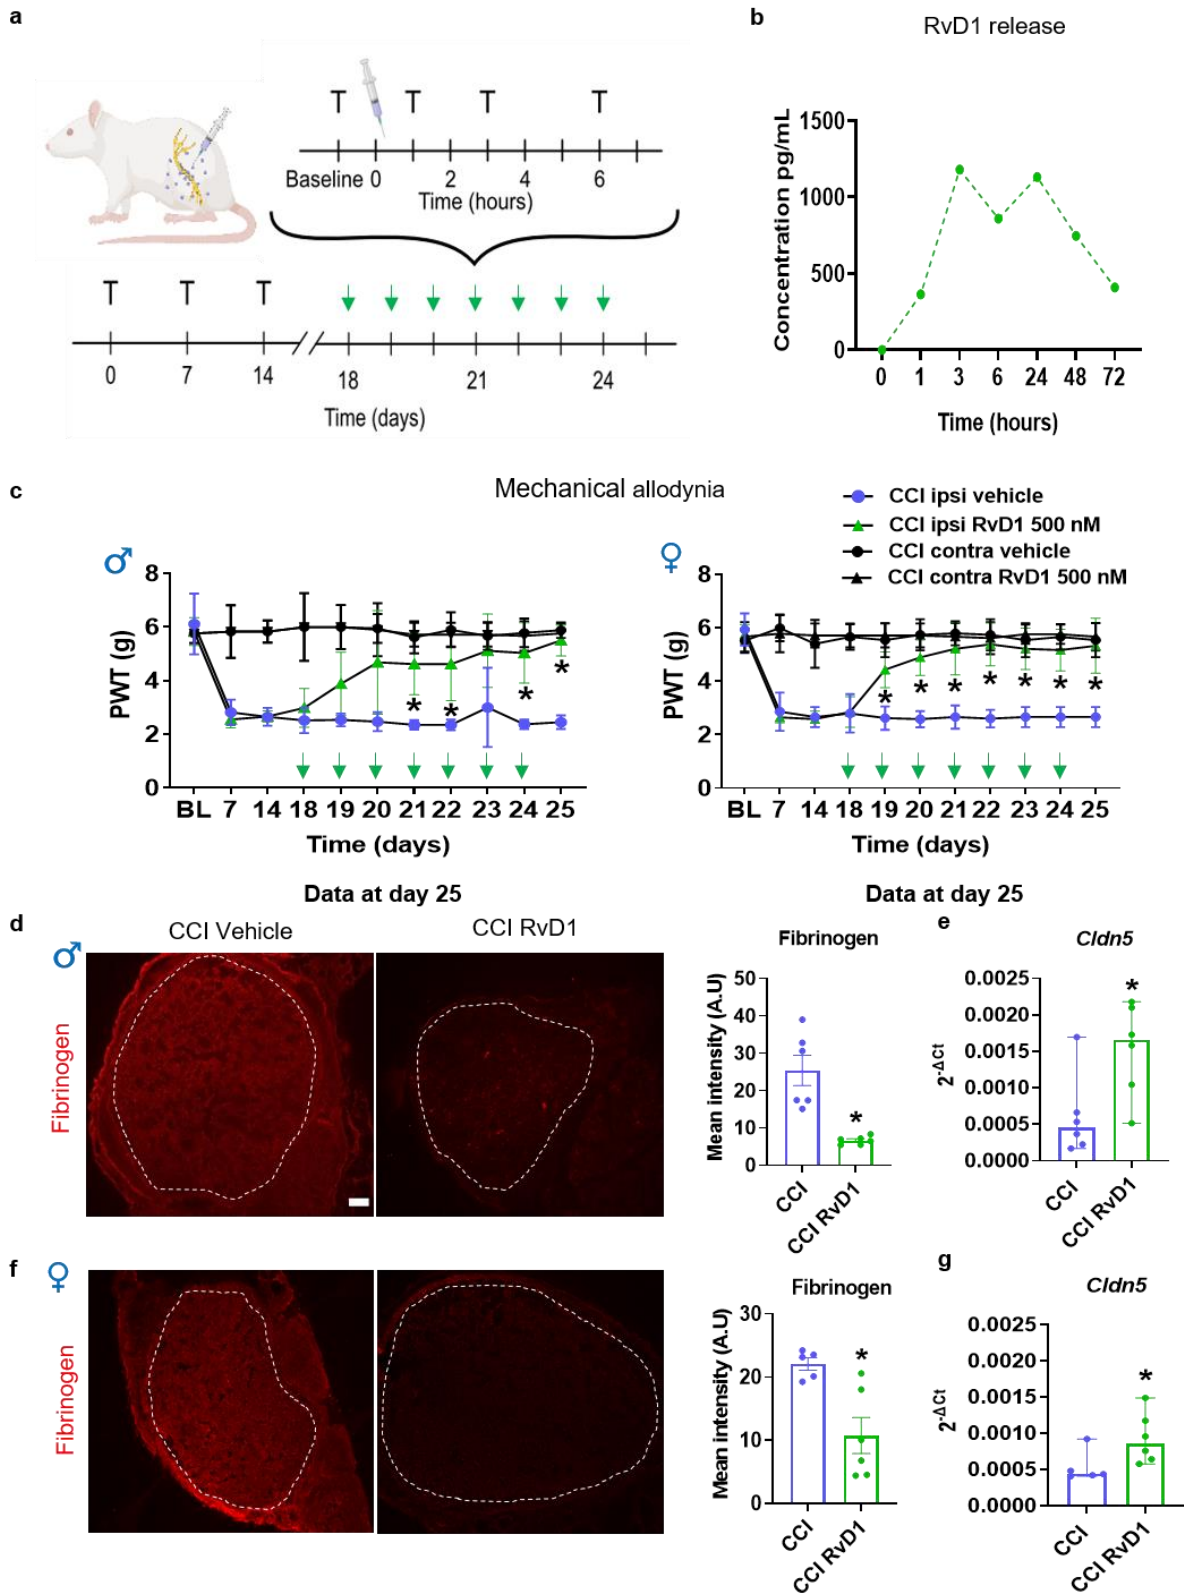 a
T T T T
Baseline 0 2 4 6
Time (hours)
T T T
0 7 14 18 21 24
Time (days)
b
RvD1 release
Concentration pg/mL
1500
1000
500
0
0 1 3 6 24 48 72
Time (hours)
c
Mechanical allodynia
CCI ipsi vehicle
CCI ipsi RvD1 500 nM
CCI contra vehicle
CCI contra RvD1 500 nM
♂
PWT (g)
8
6
4
2
0
* * * *
BL 7 14 18 19 20 21 22 23 24 25
Time (days)
♀
PWT (g)
8
6
4
2
0
* * * * * * *
BL 7 14 18 19 20 21 22 23 24 25
Time (days)
Data at day 25
Data at day 25
d
♂
CCI Vehicle
CCI RvD1
Fibrinogen
Fibrinogen
Mean intensity (A.U)
50
40
30
20
10
0
*
CCI
CCI RvD1
e
Cldn5
2^-ΔCt
0.0025
0.0020
0.0015
0.0010
0.0005
0.0000
*
CCI
CCI RvD1
f
♀
Fibrinogen
Fibrinogen
Mean intensity (A.U)
30
20
10
0
*
CCI
CCI RvD1
g
Cldn5
2^-ΔCt
0.0025
0.0020
0.0015
0.0010
0.0005
0.0000
*
CCI
CCI RvD1